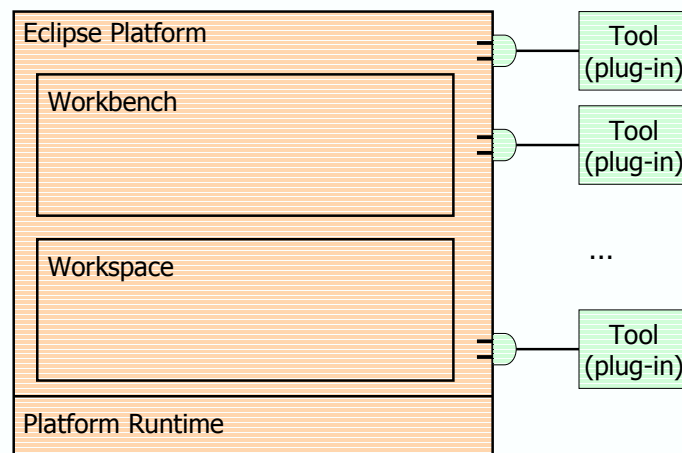 Eclipse Platform
Workbench
Workspace
Platform Runtime
Tool
(plug-in)
Tool
(plug-in)
...
Tool
(plug-in)